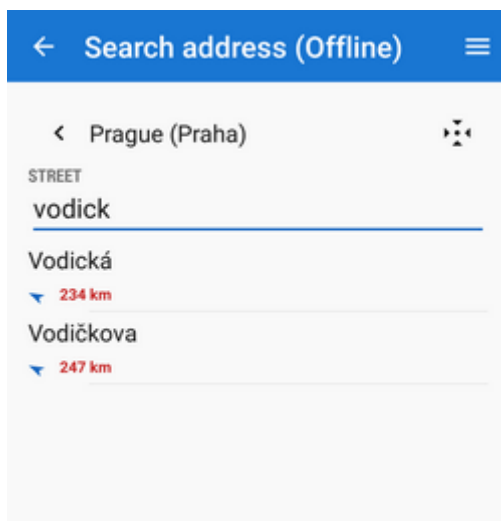 Search address (Offline)
Prague (Praha)
STREET
vodick
Vodická
234 km
Vodičkova
247 km